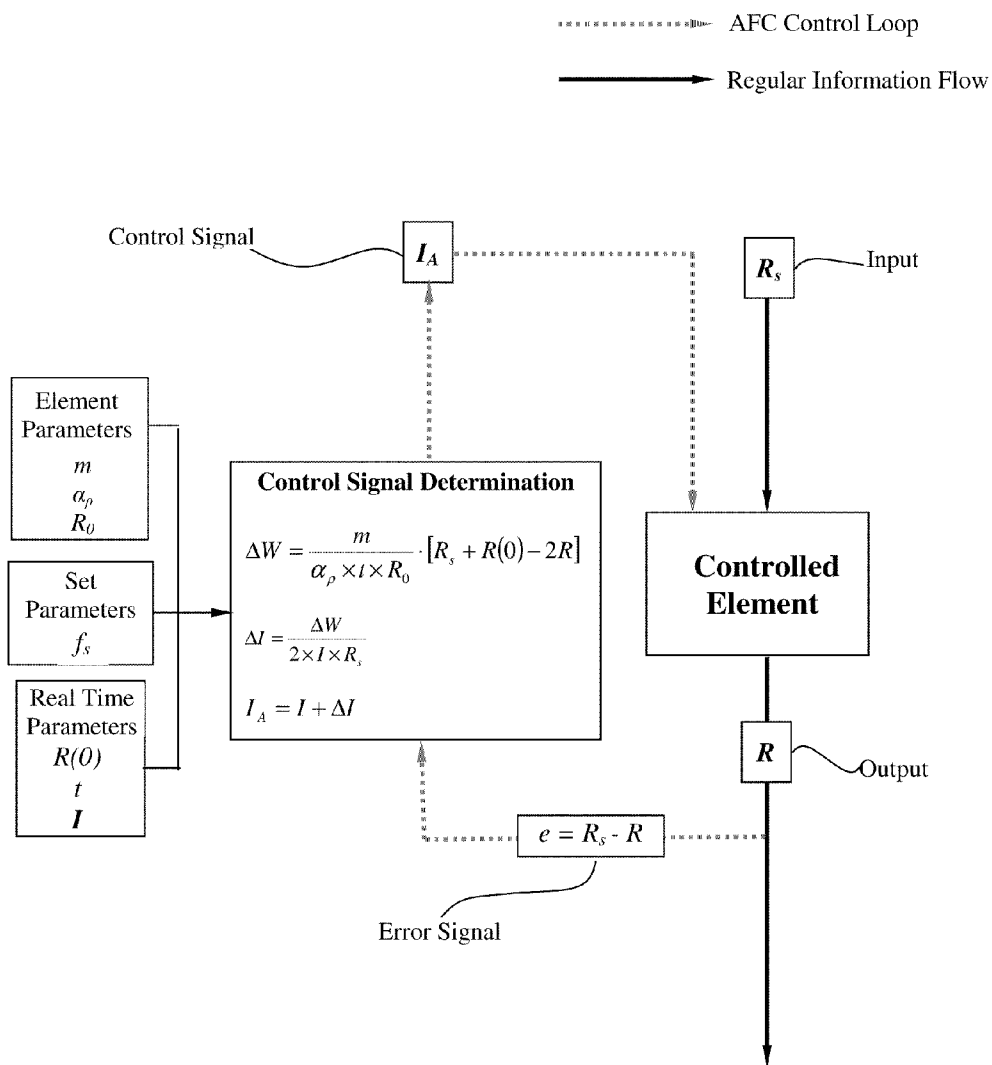 AFC Control Loop
Regular Information Flow
Control Signal
I_A
R_s
Input
Element
Parameters
m
α_ρ
R_0
Set
Parameters
f_s
Real Time
Parameters
R(0)
t
I
Control Signal Determination
ΔW = m / (α_ρ × t × R_0) · [R_s + R(0) − 2R]
ΔI = ΔW / (2 × I × R_s)
I_A = I + ΔI
Controlled
Element
R
Output
e = R_s - R
Error Signal